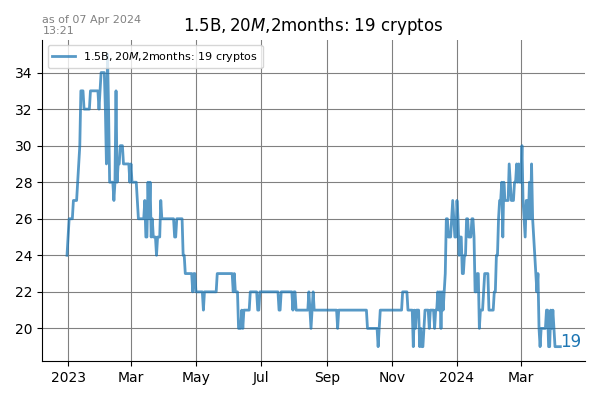 as of 07 Apr 2024
13:21
1.5B, 20M,2months: 19 cryptos
1.5B, 20M,2months: 19 cryptos
34
32
30
28
26
24
22
20
19
2023 Mar May Jul Sep Nov 2024 Mar